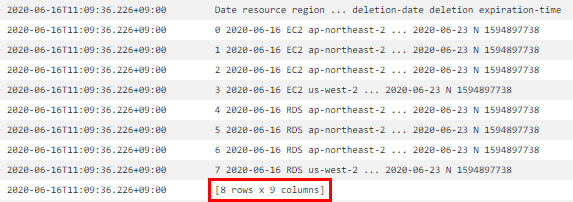 2020-06-16T11:09:36.226+09:00 Date resource region ... deletion-date deletion expiration-time
2020-06-16T11:09:36.226+09:00 0 2020-06-16 EC2 ap-northeast-2 ... 2020-06-23 N 1594897738
2020-06-16T11:09:36.226+09:00 1 2020-06-16 EC2 ap-northeast-2 ... 2020-06-23 N 1594897738
2020-06-16T11:09:36.226+09:00 2 2020-06-16 EC2 ap-northeast-2 ... 2020-06-23 N 1594897738
2020-06-16T11:09:36.226+09:00 3 2020-06-16 EC2 us-west-2 ... 2020-06-23 N 1594897738
2020-06-16T11:09:36.226+09:00 4 2020-06-16 RDS ap-northeast-2 ... 2020-06-23 N 1594897738
2020-06-16T11:09:36.226+09:00 5 2020-06-16 RDS ap-northeast-2 ... 2020-06-23 N 1594897738
2020-06-16T11:09:36.226+09:00 6 2020-06-16 RDS ap-northeast-2 ... 2020-06-23 N 1594897738
2020-06-16T11:09:36.226+09:00 7 2020-06-16 RDS us-west-2 ... 2020-06-23 N 1594897738
2020-06-16T11:09:36.226+09:00 [8 rows x 9 columns]